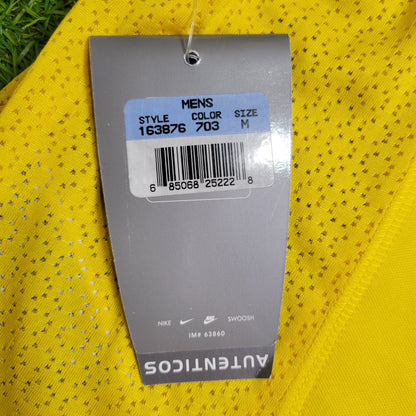 MENS
STYLE COLOR SIZE
163876 703 M
6 85068 25222 8
NIKE SWOOSH
IM# 63860
AUTENTICOS